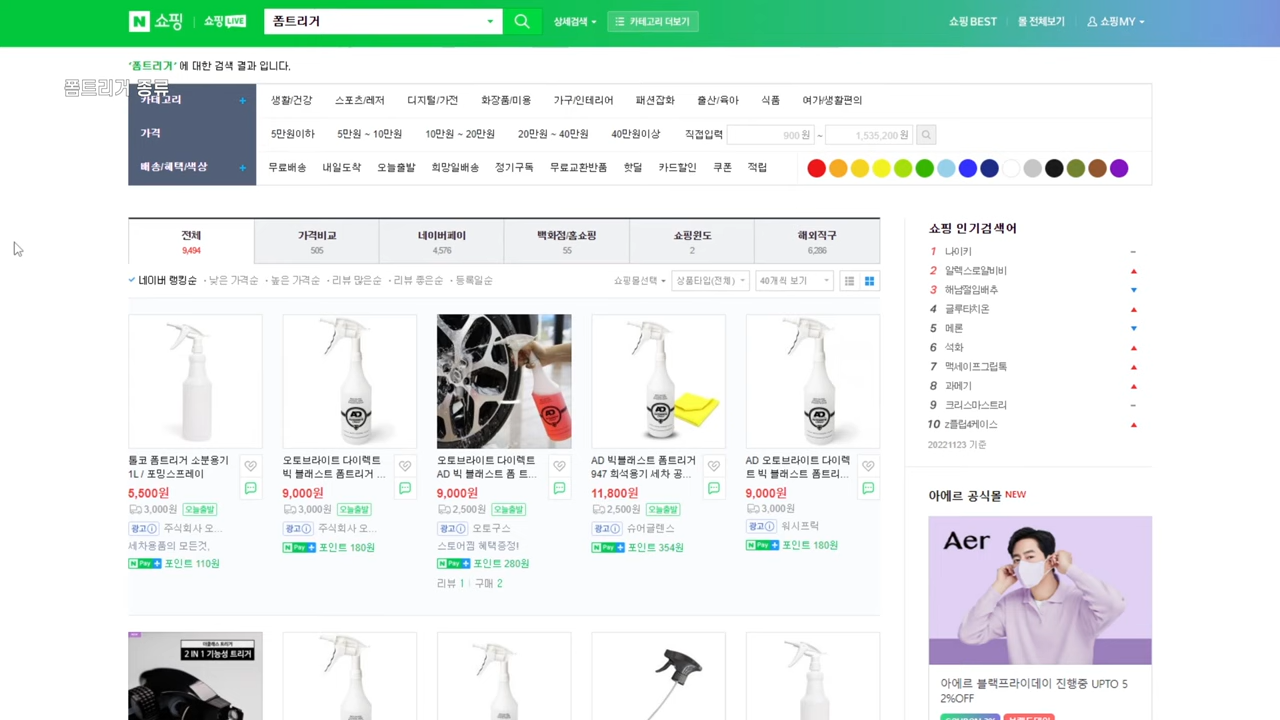 N 쇼핑 쇼핑LIVE 폼트리거 상세검색 카테고리 더보기 쇼핑 BEST 몰 전체보기 쇼핑MY
'폼트리거' 에 대한 검색 결과 입니다.
폼트리거 종류
카테고리 + 생활/건강 스포츠/레저 디지털/가전 화장품/미용 가구/인테리어 패션잡화 출산/육아 식품 여가/생활편의
가격 5만원이하 5만원 ~ 10만원 10만원 ~ 20만원 20만원 ~ 40만원 40만원이상 직접입력 900 원 ~ 1,535,200 원
배송/혜택/색상 + 무료배송 내일도착 오늘출발 희망일배송 정기구독 무료교환반품 핫딜 카드할인 쿠폰 적립
전체 가격비교 네이버페이 백화점/홈쇼핑 쇼핑윈도 해외직구
9,494 505 4,576 55 2 6,286
네이버 랭킹순 · 낮은 가격순 · 높은 가격순 · 리뷰 많은순 · 리뷰 좋은순 · 등록일순 쇼핑몰선택 상품타입(전체) 40개씩 보기
톨코 폼트리거 소분용기
1L / 포밍스프레이
5,500원
3,000원 오늘출발
광고 주식회사 오...
세차용품의 모든것,
N Pay + 포인트 110원
오토브라이트 다이렉트
빅 블래스트 폼트리거 ...
9,000원
3,000원 오늘출발
광고 주식회사 오...
N Pay + 포인트 180원
오토브라이트 다이렉트
AD 빅 블래스트 폼 트...
9,000원
2,500원 오늘출발
광고 오토구스
스토어찜 혜택증정!
N Pay + 포인트 280원
리뷰 1 구매 2
AD 빅블래스트 폼트리거
947 희석용기 세차 공...
11,800원
2,500원 오늘출발
광고 슈어글랜스
N Pay + 포인트 354원
AD 오토브라이트 다이렉
트 빅 블래스트 폼트리...
9,000원
3,000원
광고 워시프릭
N Pay + 포인트 180원
2 IN 1 기능성 트리거
쇼핑 인기검색어
1 나이키 –
2 알렉스로알비비
3 해남절임배추
4 글루타치온
5 메론
6 석화
7 맥세이프그립톡
8 과메기
9 크리스마스트리 –
10 z플립4케이스
20221123 기준
아에르 공식몰 NEW
Aer
아에르 블랙프라이데이 진행중 UPTO 5
2%OFF